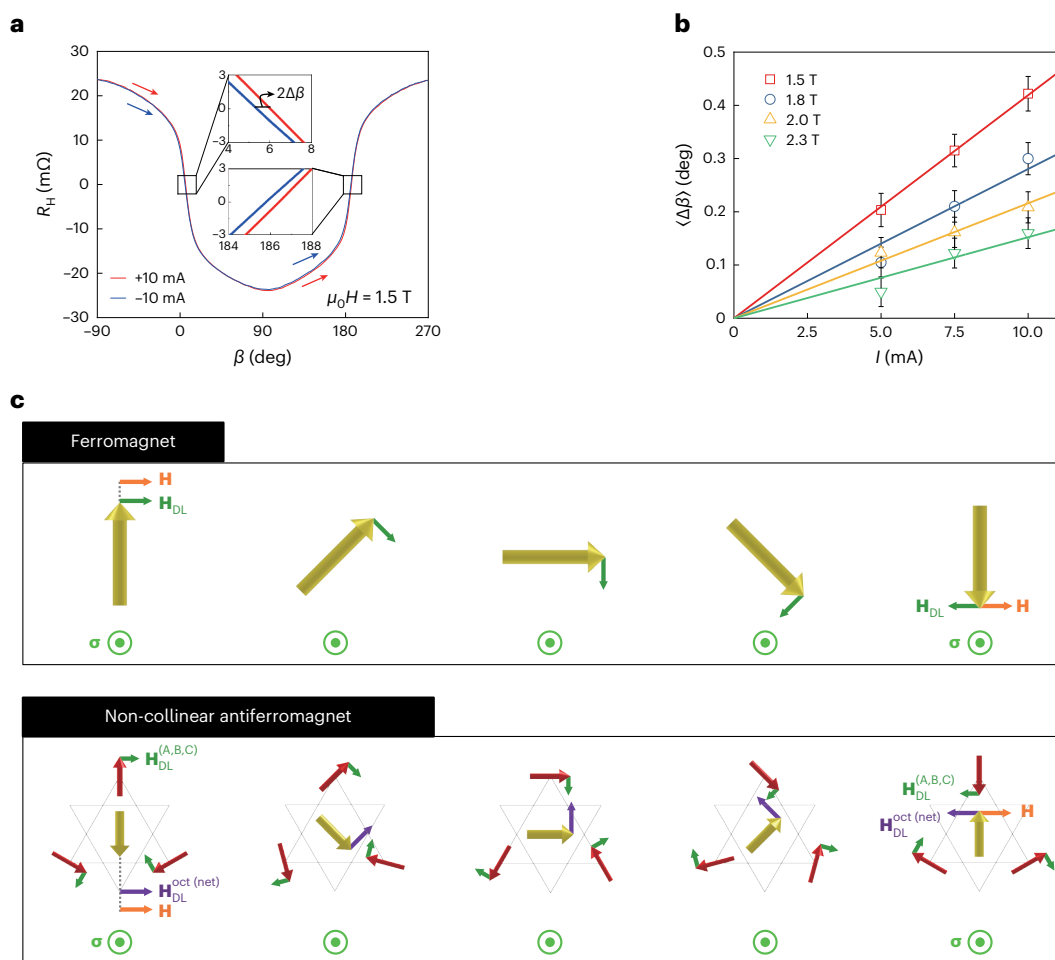 a
30
20
10
0
−10
−20
−30
R_H (mΩ)
−90
0
90
180
270
β (deg)
3
0
−3
4
6
8
2Δβ
3
0
−3
184
186
188
+10 mA
−10 mA
μ₀H = 1.5 T
b
0.5
0.4
0.3
0.2
0.1
0
⟨Δβ⟩ (deg)
0
5.0
7.5
10.0
I (mA)
1.5 T
1.8 T
2.0 T
2.3 T
c
Ferromagnet
H
H_DL
H_DL
H
σ
σ
Non-collinear antiferromagnet
H_DL^(A,B,C)
H_DL^oct (net)
H
H_DL^(A,B,C)
H_DL^oct (net)
H
σ
σ